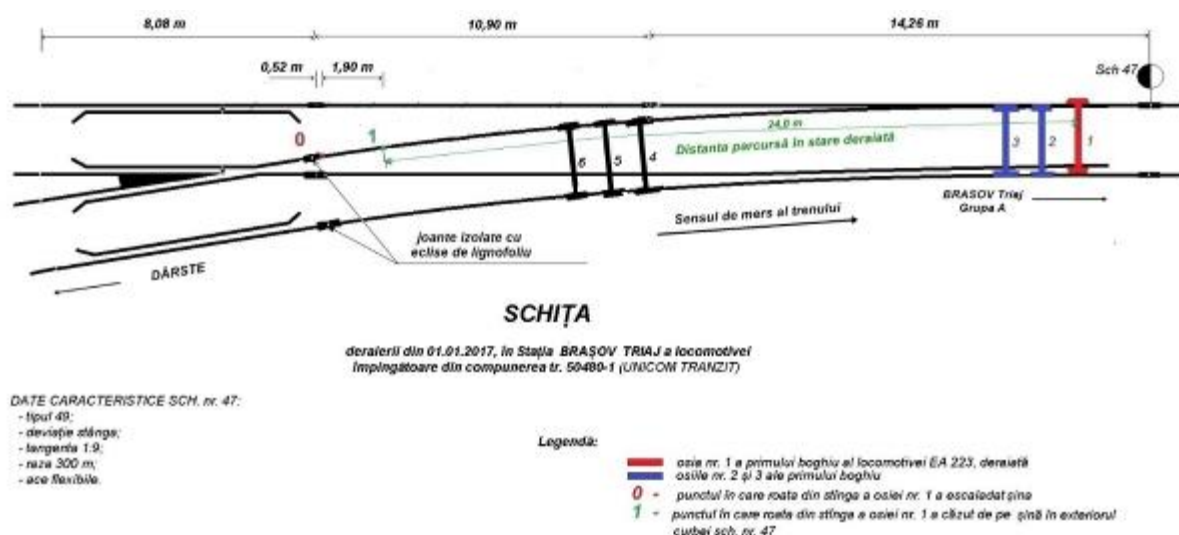 8,08 m
10,90 m
14,26 m
0,52 m
1,90 m
Sch 47
0
1
24,0 m
Distanta parcursă în stare deraiată
6
5
4
3
2
1
BRASOV Triaj
Grupa A
Sensul de mers al trenului
joante izolate cu
eclise de lignofoliu
DÂRSTE
SCHIȚA
deraierii din 01.01.2017, în Stația BRAȘOV TRIAJ a locomotivei
împingătoare din compunerea tr. 50480-1 (UNICOM TRANZIT)
DATE CARACTERISTICE SCH. nr. 47:
- tipul 49;
- deviație stânga;
- tangenta 1:9;
- raza 300 m;
- ace flexibile.
Legendă:
osia nr. 1 a primului boghiu al locomotivei EA 223, deraiată
osiile nr. 2 și 3 ale primului boghiu
0 - punctul în care roata din stînga a osiei nr. 1 a escaladat șina
1 - punctul în care roata din stînga a osiei nr. 1 a căzut de pe șină în exteriorul
curbei sch. nr. 47